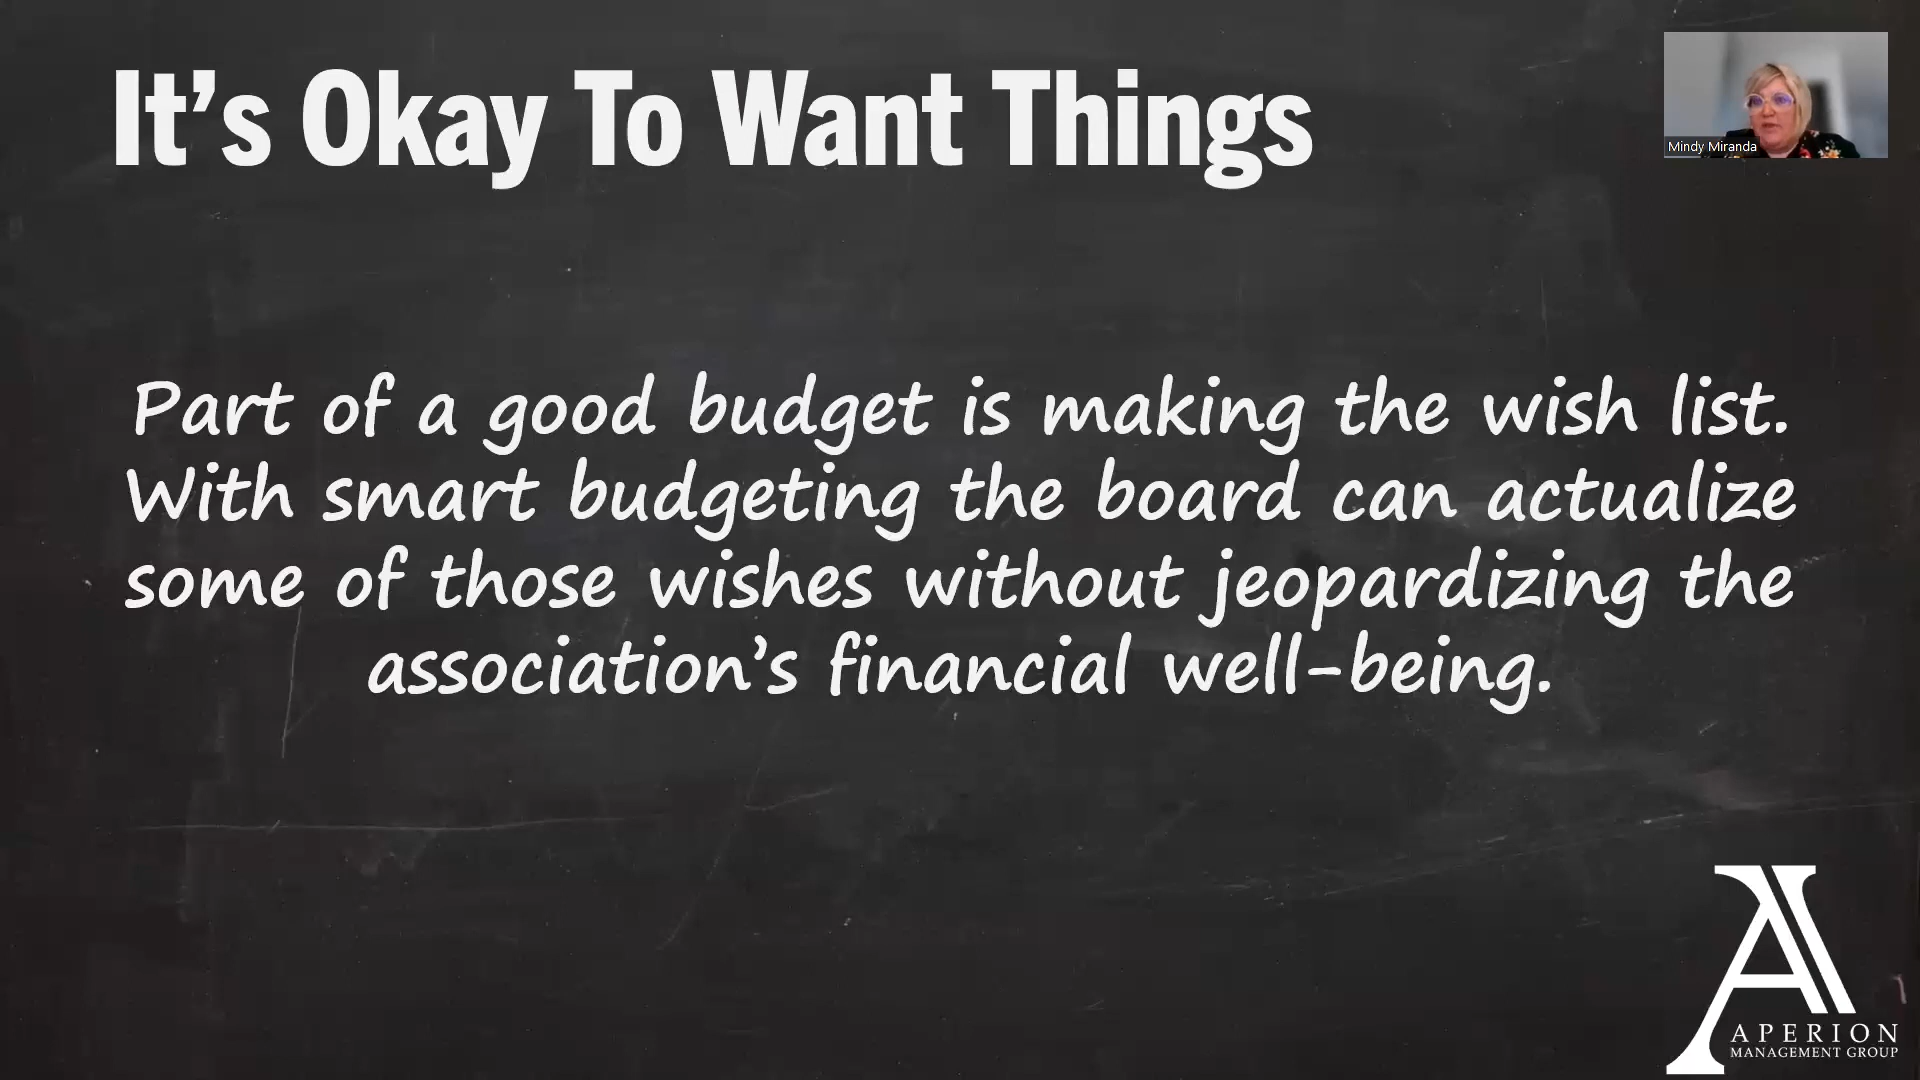 It’s Okay To Want Things
Mindy Miranda
Part of a good budget is making the wish list.
With smart budgeting the board can actualize
some of those wishes without jeopardizing the
association’s financial well-being.
APERION
MANAGEMENT GROUP